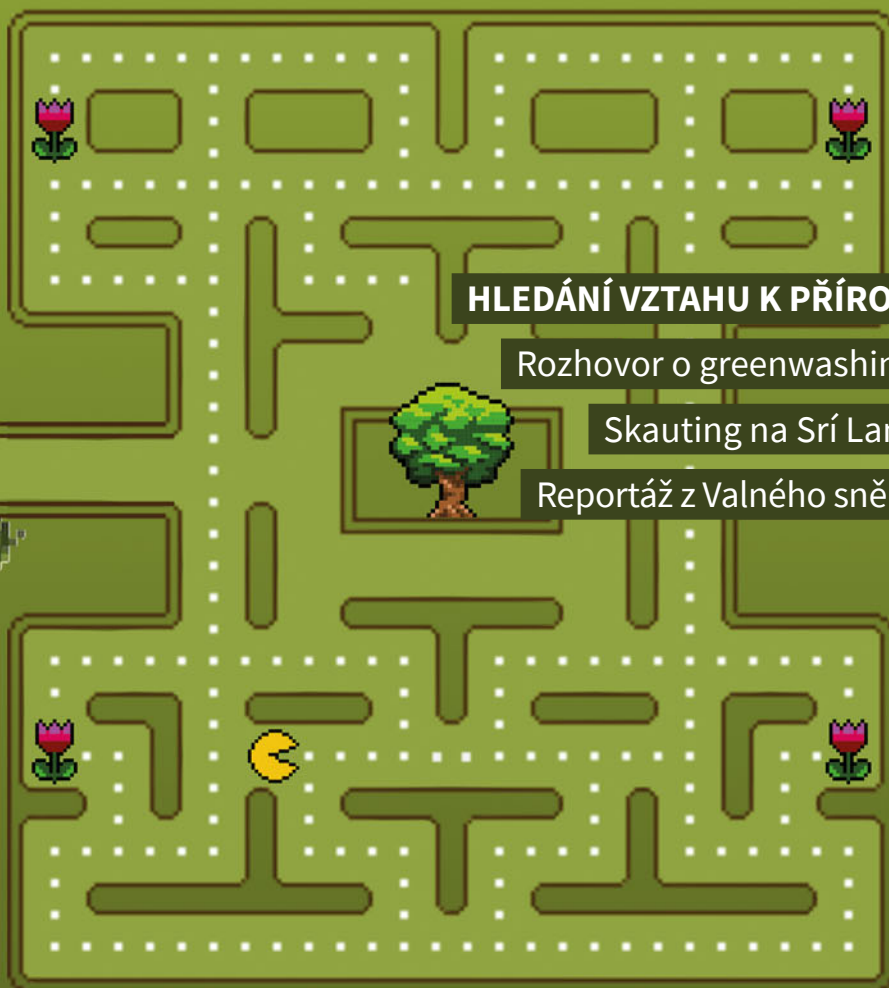 HLEDÁNÍ VZTAHU K PŘÍRO
Rozhovor o greenwashin
Skauting na Srí Lan
Reportáž z Valného sně